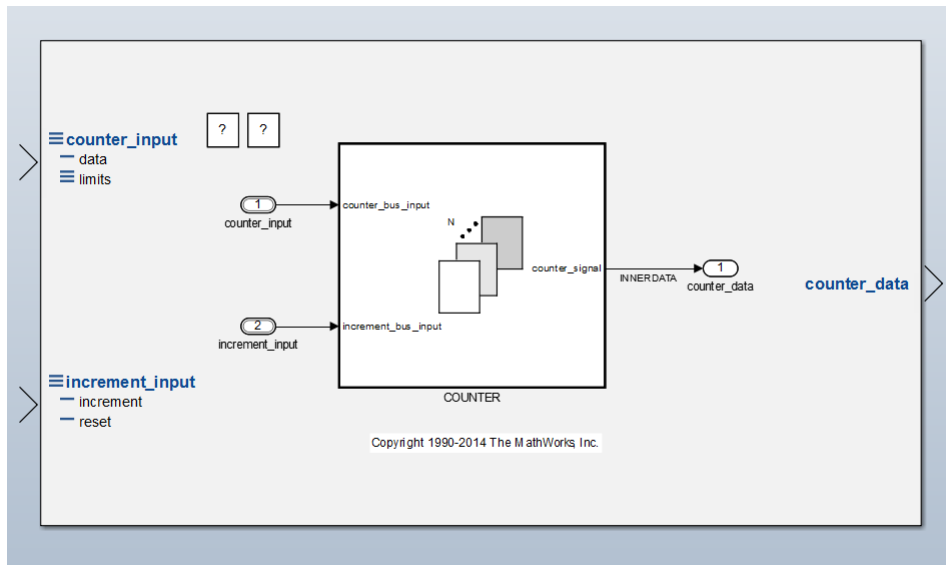 counter_input
data
limits
? ?
1
counter_input
counter_bus_input
N
counter_signal
INNERDATA
1
counter_data
counter_data
2
increment_input
increment_bus_input
increment_input
increment
reset
COUNTER
Copyright 1990-2014 The MathWorks, Inc.